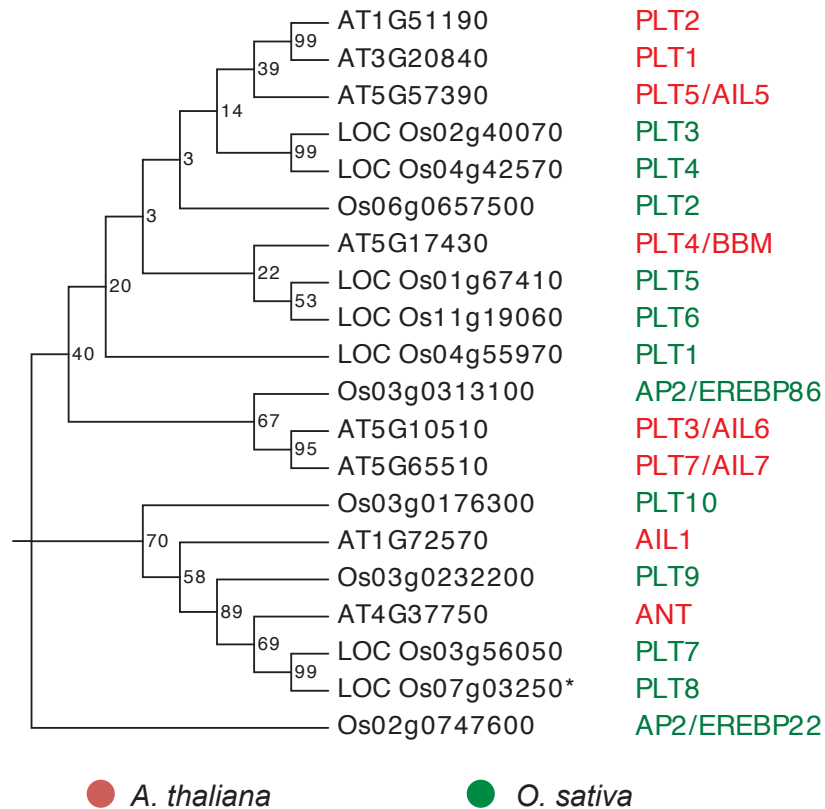 AT1G51190 PLT2
99
AT3G20840 PLT1
39
AT5G57390 PLT5/AIL5
14
LOC Os02g40070 PLT3
99
3
LOC Os04g42570 PLT4
Os06g0657500 PLT2
3
AT5G17430 PLT4/BBM
22
LOC Os01g67410 PLT5
20
53
LOC Os11g19060 PLT6
40
LOC Os04g55970 PLT1
Os03g0313100 AP2/EREBP86
67
AT5G10510 PLT3/AIL6
95
AT5G65510 PLT7/AIL7
Os03g0176300 PLT10
70
AT1G72570 AIL1
58
Os03g0232200 PLT9
89
AT4G37750 ANT
69
LOC Os03g56050 PLT7
99
LOC Os07g03250* PLT8
Os02g0747600 AP2/EREBP22
A. thaliana O. sativa